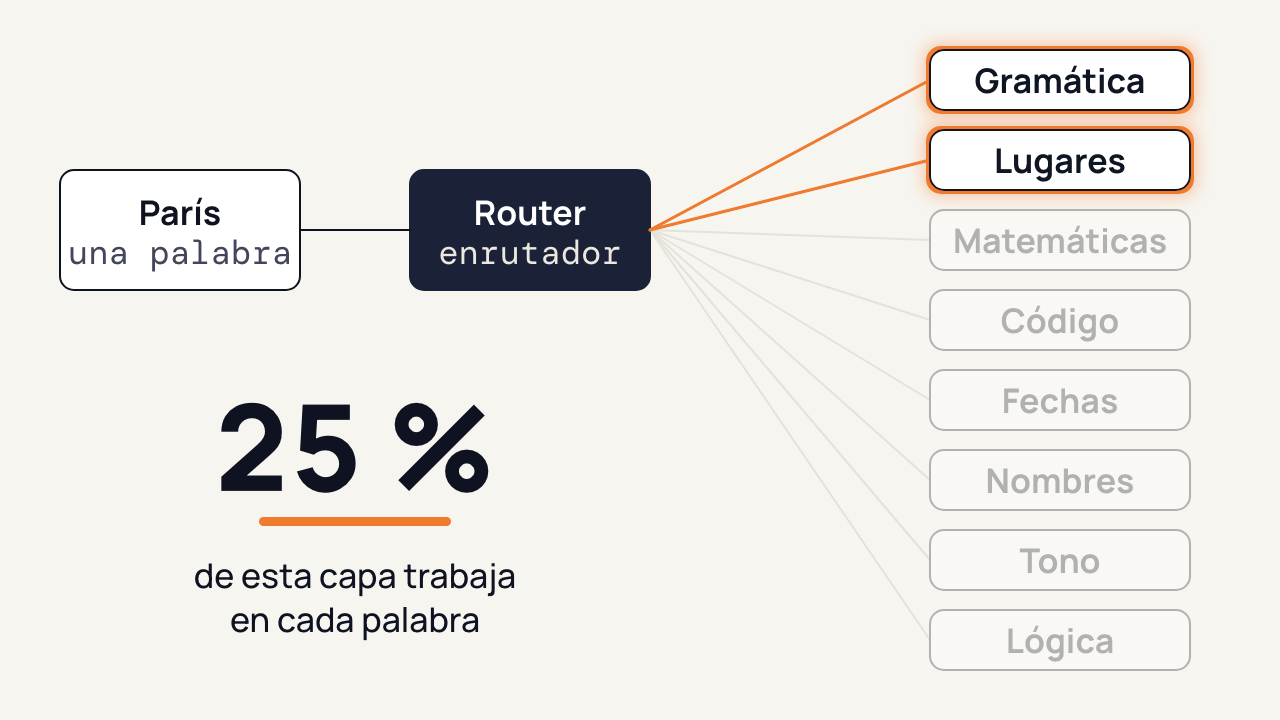 París
una palabra
Router
enrutador
Gramática
Lugares
Matemáticas
Código
Fechas
Nombres
Tono
Lógica
25 %
de esta capa trabaja
en cada palabra